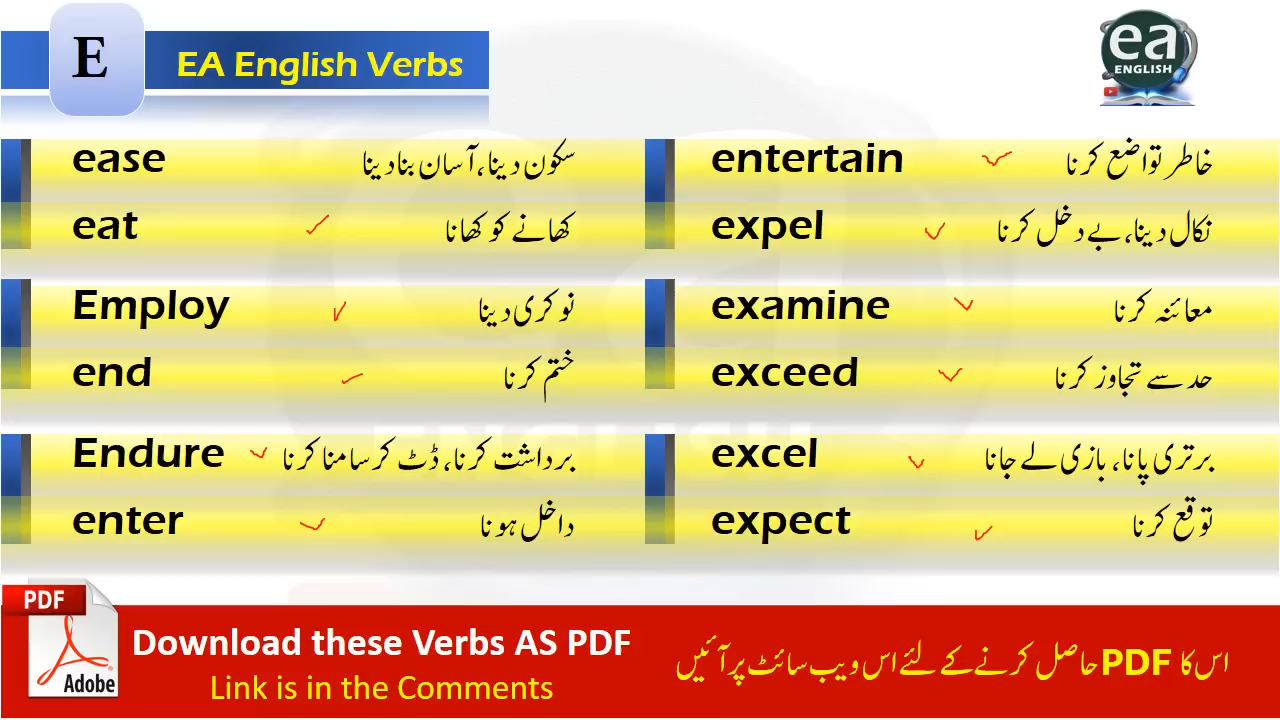 E
EA English Verbs
ea
ENGLISH
ease سکون دینا، آسان بنا دینا
eat کھانے کو کھانا
Employ نوکری دینا
end ختم کرنا
Endure برداشت کرنا، ڈٹ کر سامنا کرنا
enter داخل ہونا
entertain خاطر تواضع کرنا
expel نکال دینا، بے دخل کرنا
examine معائنہ کرنا
exceed حد سے تجاوز کرنا
excel برتری پانا، بازی لے جانا
expect توقع کرنا
PDF
Adobe
Download these Verbs AS PDF
Link is in the Comments
اس کا PDF حاصل کرنے کے لئے اس ویب سائٹ پر آئیں